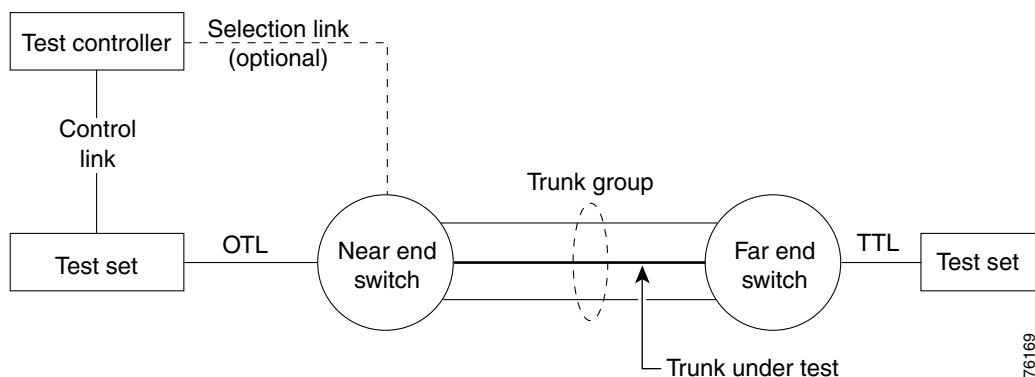 Test controller
Selection link
(optional)
Control
link
Trunk group
Test set
OTL
Near end
switch
Far end
switch
TTL
Test set
Trunk under test
76169